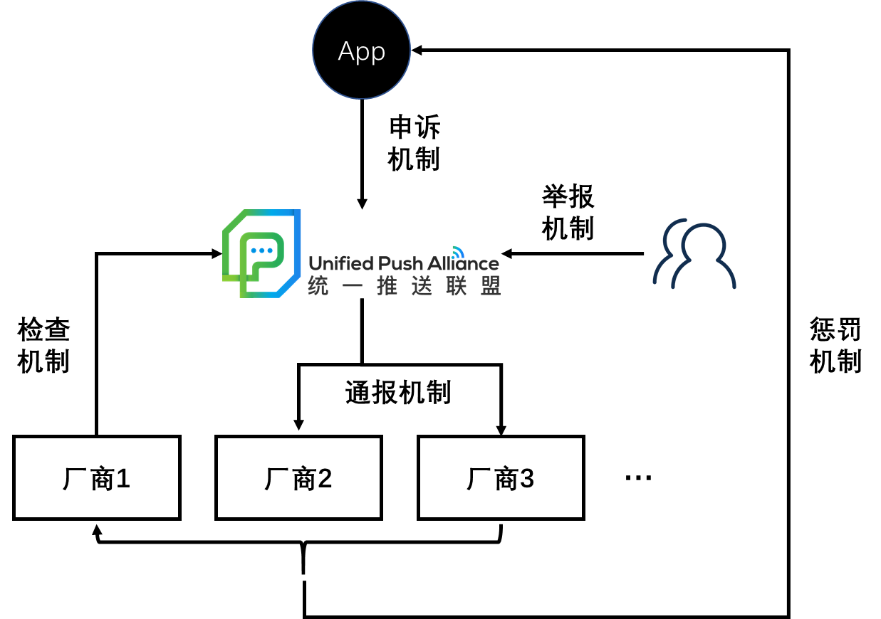 App
申诉
机制
举报
机制
Unified Push Alliance
统一推送联盟
检查
机制
惩罚
机制
通报机制
厂商1
厂商2
厂商3
...